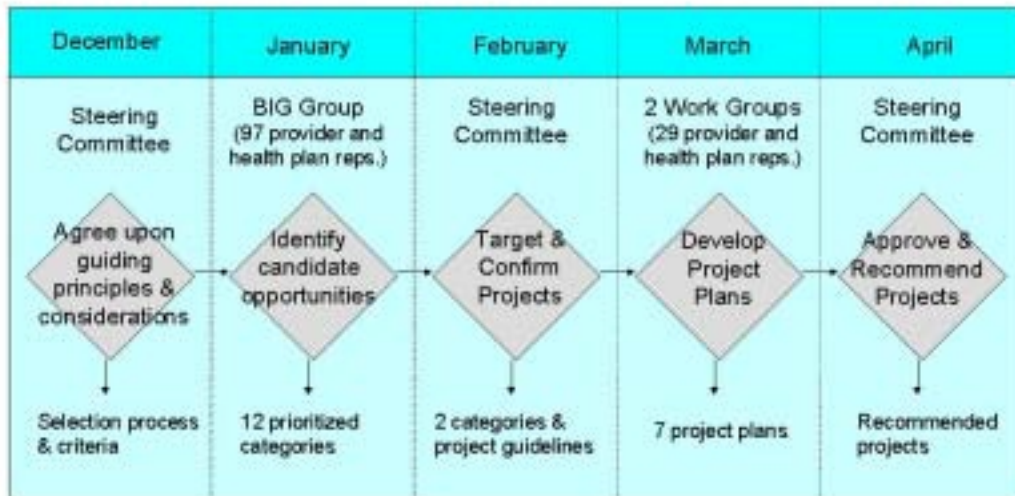 December
January
February
March
April
Steering
Committee
BIG Group
(97 provider and
health plan reps.)
Steering
Committee
2 Work Groups
(29 provider and
health plan reps.)
Steering
Committee
Agree upon
guiding
principles &
considerations
Identify
candidate
opportunities
Target &
Confirm
Projects
Develop
Project
Plans
Approve &
Recommend
Projects
Selection process
& criteria
12 prioritized
categories
2 categories &
project guidelines
7 project plans
Recommended
projects